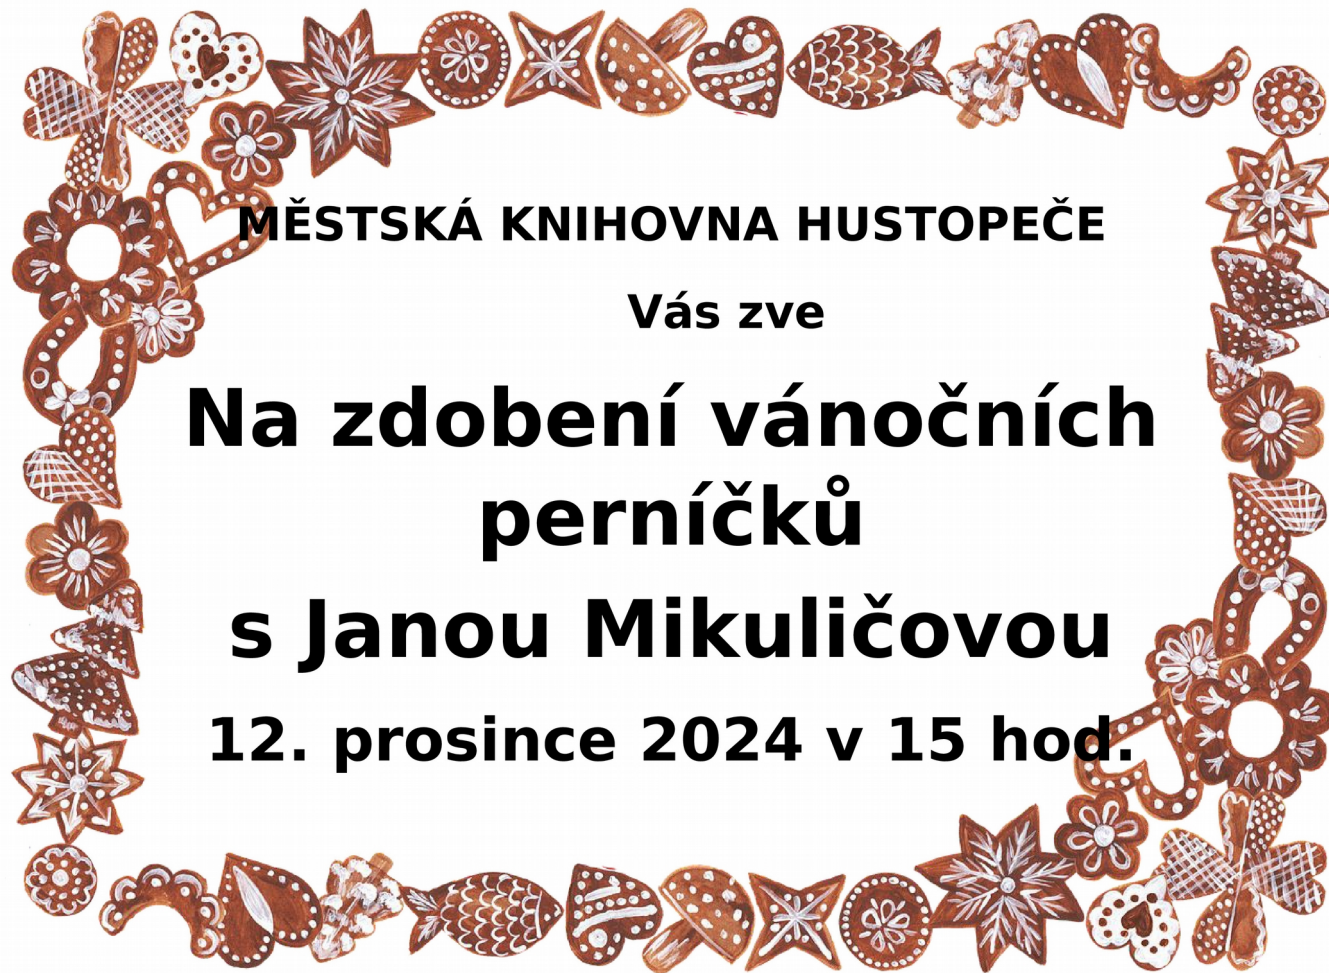 MĚSTSKÁ KNIHOVNA HUSTOPEČE
Vás zve
Na zdobení vánočních
perníčků
s Janou Mikuličovou
12. prosince 2024 v 15 hod.